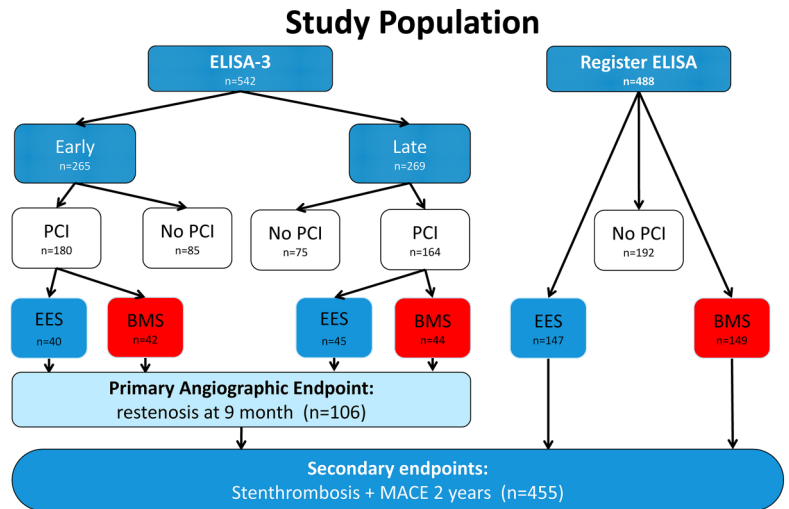 Study Population
ELISA-3
n=542
Register ELISA
n=488
Early
n=265
Late
n=269
PCI
n=180
No PCI
n=85
No PCI
n=75
PCI
n=164
No PCI
n=192
EES
n=40
BMS
n=42
EES
n=45
BMS
n=44
EES
n=147
BMS
n=149
Primary Angiographic Endpoint:
restenosis at 9 month (n=106)
Secondary endpoints:
Stenthrombosis + MACE 2 years (n=455)